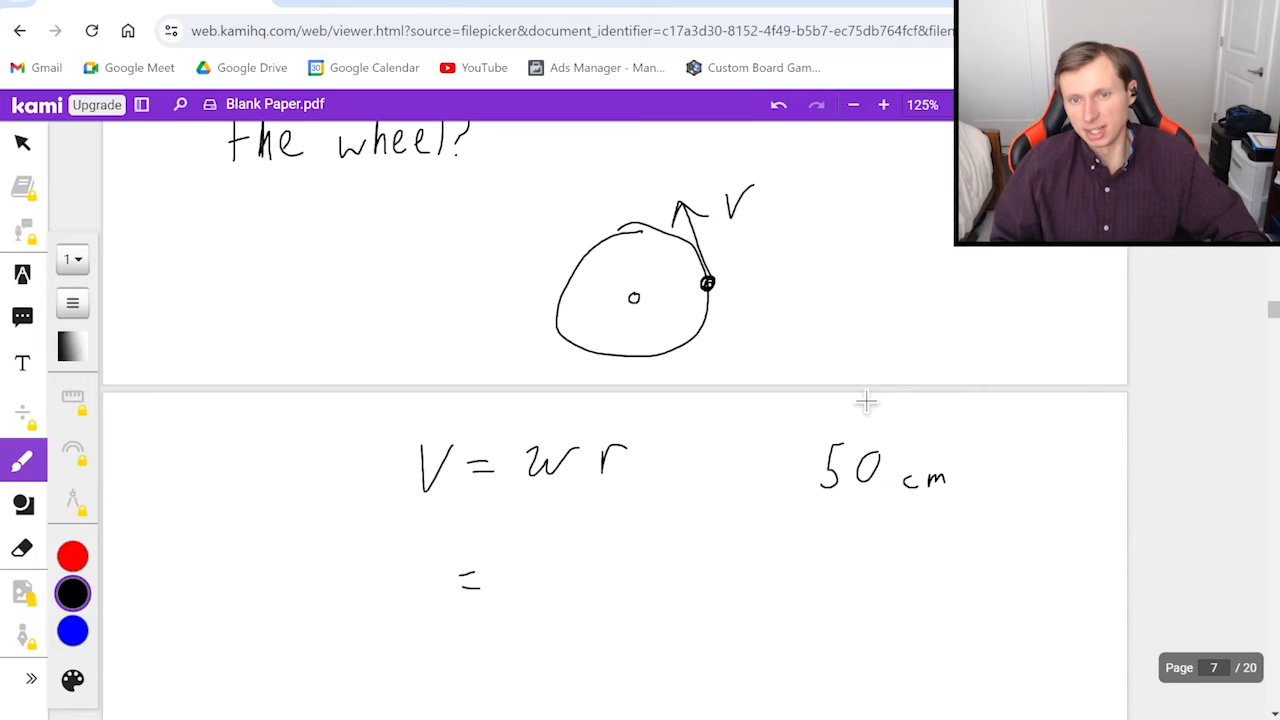 web.kamihq.com/web/viewer.html?source=filepicker&document_identifier=c17a3d30-8152-4f49-b5b7-ec75db764fcf&filen
Gmail Google Meet Google Drive 30 Google Calendar YouTube Ads Manager - Man... Custom Board Gam...
kami Upgrade Blank Paper.pdf 125%
the wheel?
V
1
T
V = w r 50 cm
=
Page 7 / 20